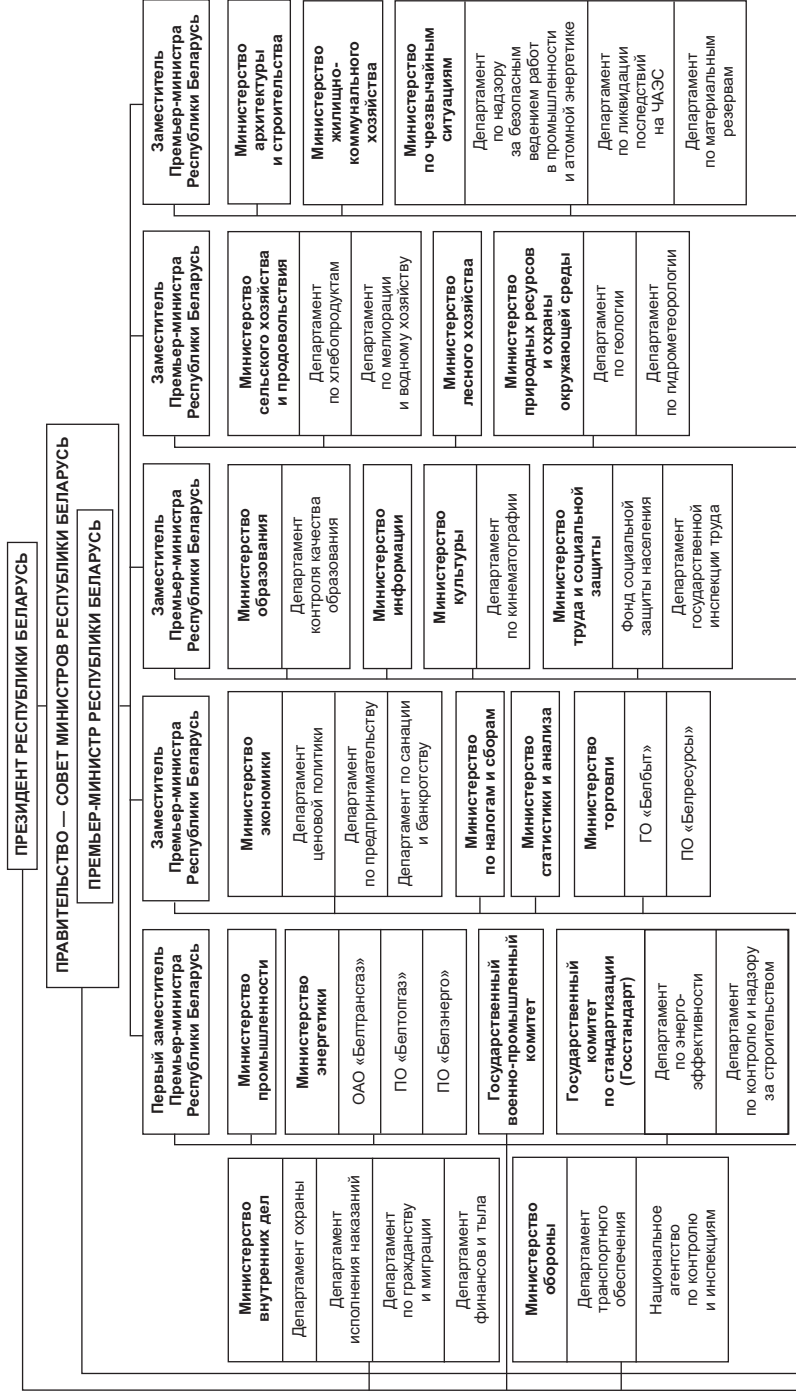 ПРЕЗИДЕНТ РЕСПУБЛИКИ БЕЛАРУСЬ
ПРАВИТЕЛЬСТВО — СОВЕТ МИНИСТРОВ РЕСПУБЛИКИ БЕЛАРУСЬ
ПРЕМЬЕР-МИНИСТР РЕСПУБЛИКИ БЕЛАРУСЬ
Министерство
внутренних дел
Департамент охраны
Департамент
исполнения наказаний
Департамент
по гражданству
и миграции
Департамент
финансов и тыла
Министерство
обороны
Департамент
транспортного
обеспечения
Национальное
агентство
по контролю
и инспекциям
Первый заместитель
Премьер-министра
Республики Беларусь
Министерство
промышленности
Министерство
энергетики
ОАО «Белтрансгаз»
ПО «Белтопгаз»
ПО «Белэнерго»
Государственный
военно-промышленный
комитет
Государственный
комитет
по стандартизации
(Госстандарт)
Департамент
по энерго-
эффективности
Департамент
по контролю и надзору
за строительством
Заместитель
Премьер-министра
Республики Беларусь
Министерство
экономики
Департамент
ценовой политики
Департамент
по предпринимательству
Департамент по санации
и банкротству
Министерство
по налогам и сборам
Министерство
статистики и анализа
Министерство
торговли
ГО «Белбыт»
ПО «Белресурсы»
Заместитель
Премьер-министра
Республики Беларусь
Министерство
образования
Департамент
контроля качества
образования
Министерство
информации
Министерство
культуры
Департамент
по кинематографии
Министерство
труда и социальной
защиты
Фонд социальной
защиты населения
Департамент
государственной
инспекции труда
Заместитель
Премьер-министра
Республики Беларусь
Министерство
сельского хозяйства
и продовольствия
Департамент
по хлебопродуктам
Департамент
по мелиорации
и водному хозяйству
Министерство
лесного хозяйства
Министерство
природных ресурсов
и охраны
окружающей среды
Департамент
по геологии
Департамент
по гидрометеорологии
Заместитель
Премьер-министра
Республики Беларусь
Министерство
архитектуры
и строительства
Министерство
жилищно-
коммунального
хозяйства
Министерство
по чрезвычайным
ситуациям
Департамент
по надзору
за безопасным
ведением работ
в промышленности
и атомной энергетике
Департамент
по ликвидации
последствий
на ЧАЭС
Департамент
по материальным
резервам